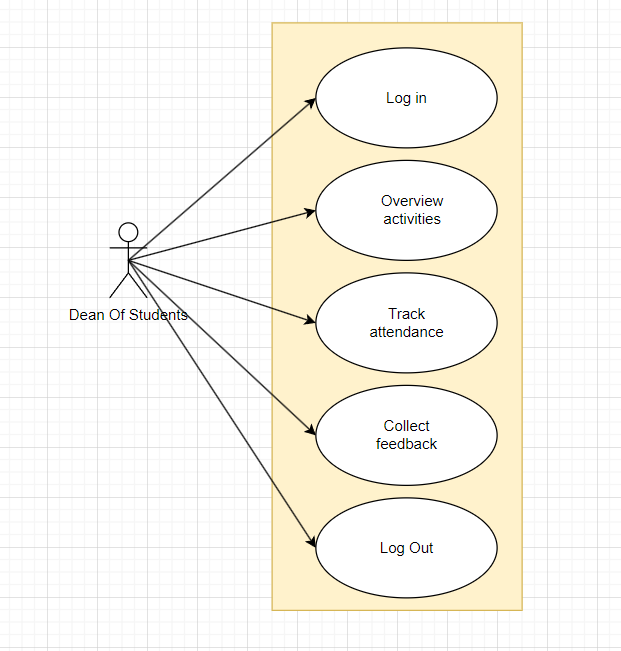 Log in
Overview
activities
Dean Of Students
Track
attendance
Collect
feedback
Log Out